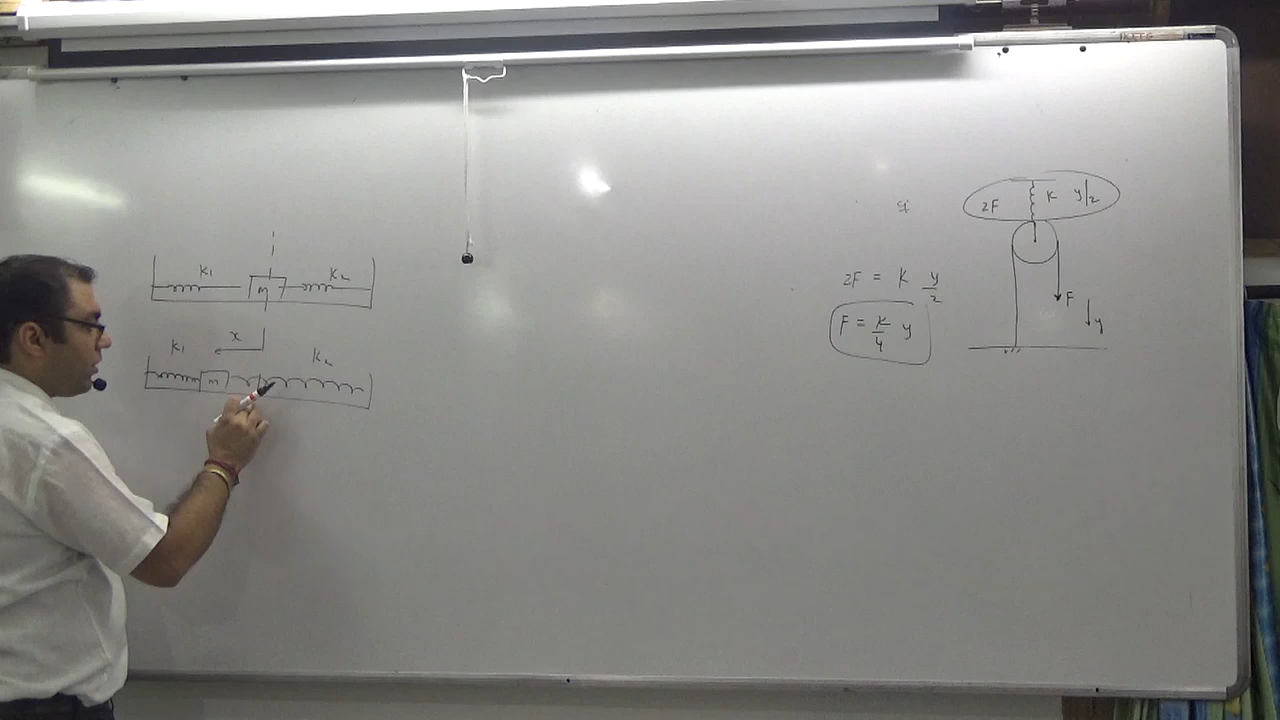 K₁ m K₂
x
K₁ K₂
m
2F K y/2
2F = K y/2
F = K/4 y
F
y